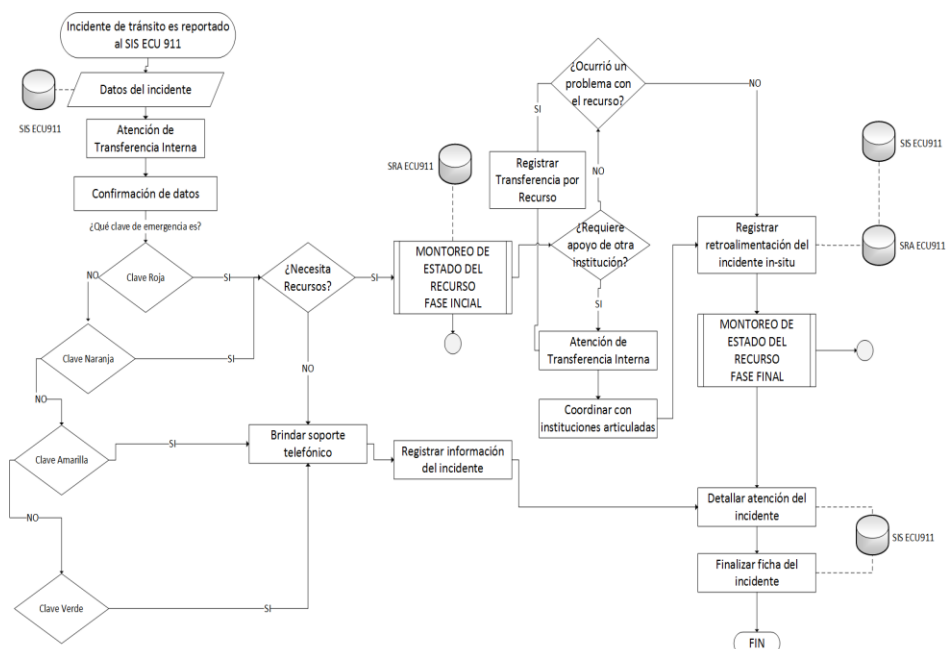 Incidente de tránsito es reportado
al SIS ECU 911
Datos del incidente
SIS ECU911
Atención de
Transferencia Interna
Confirmación de datos
¿Qué clave de emergencia es?
Clave Roja
NO
SI
Clave Naranja
SI
NO
Clave Amarilla
SI
NO
Clave Verde
SI
¿Necesita
Recursos?
SI
NO
Brindar soporte
telefónico
Registrar información
del incidente
SRA ECU911
MONTOREO DE
ESTADO DEL
RECURSO
FASE INCIAL
¿Ocurrió un
problema con
el recurso?
SI
NO
Registrar
Transferencia por
Recurso
NO
¿Requiere
apoyo de otra
institución?
SI
Atención de
Transferencia Interna
Coordinar con
instituciones articuladas
SIS ECU911
SRA ECU911
Registrar
retroalimentación del
incidente in-situ
MONTOREO DE
ESTADO DEL
RECURSO
FASE FINAL
Detallar atención del
incidente
SIS ECU911
Finalizar ficha del
incidente
FIN